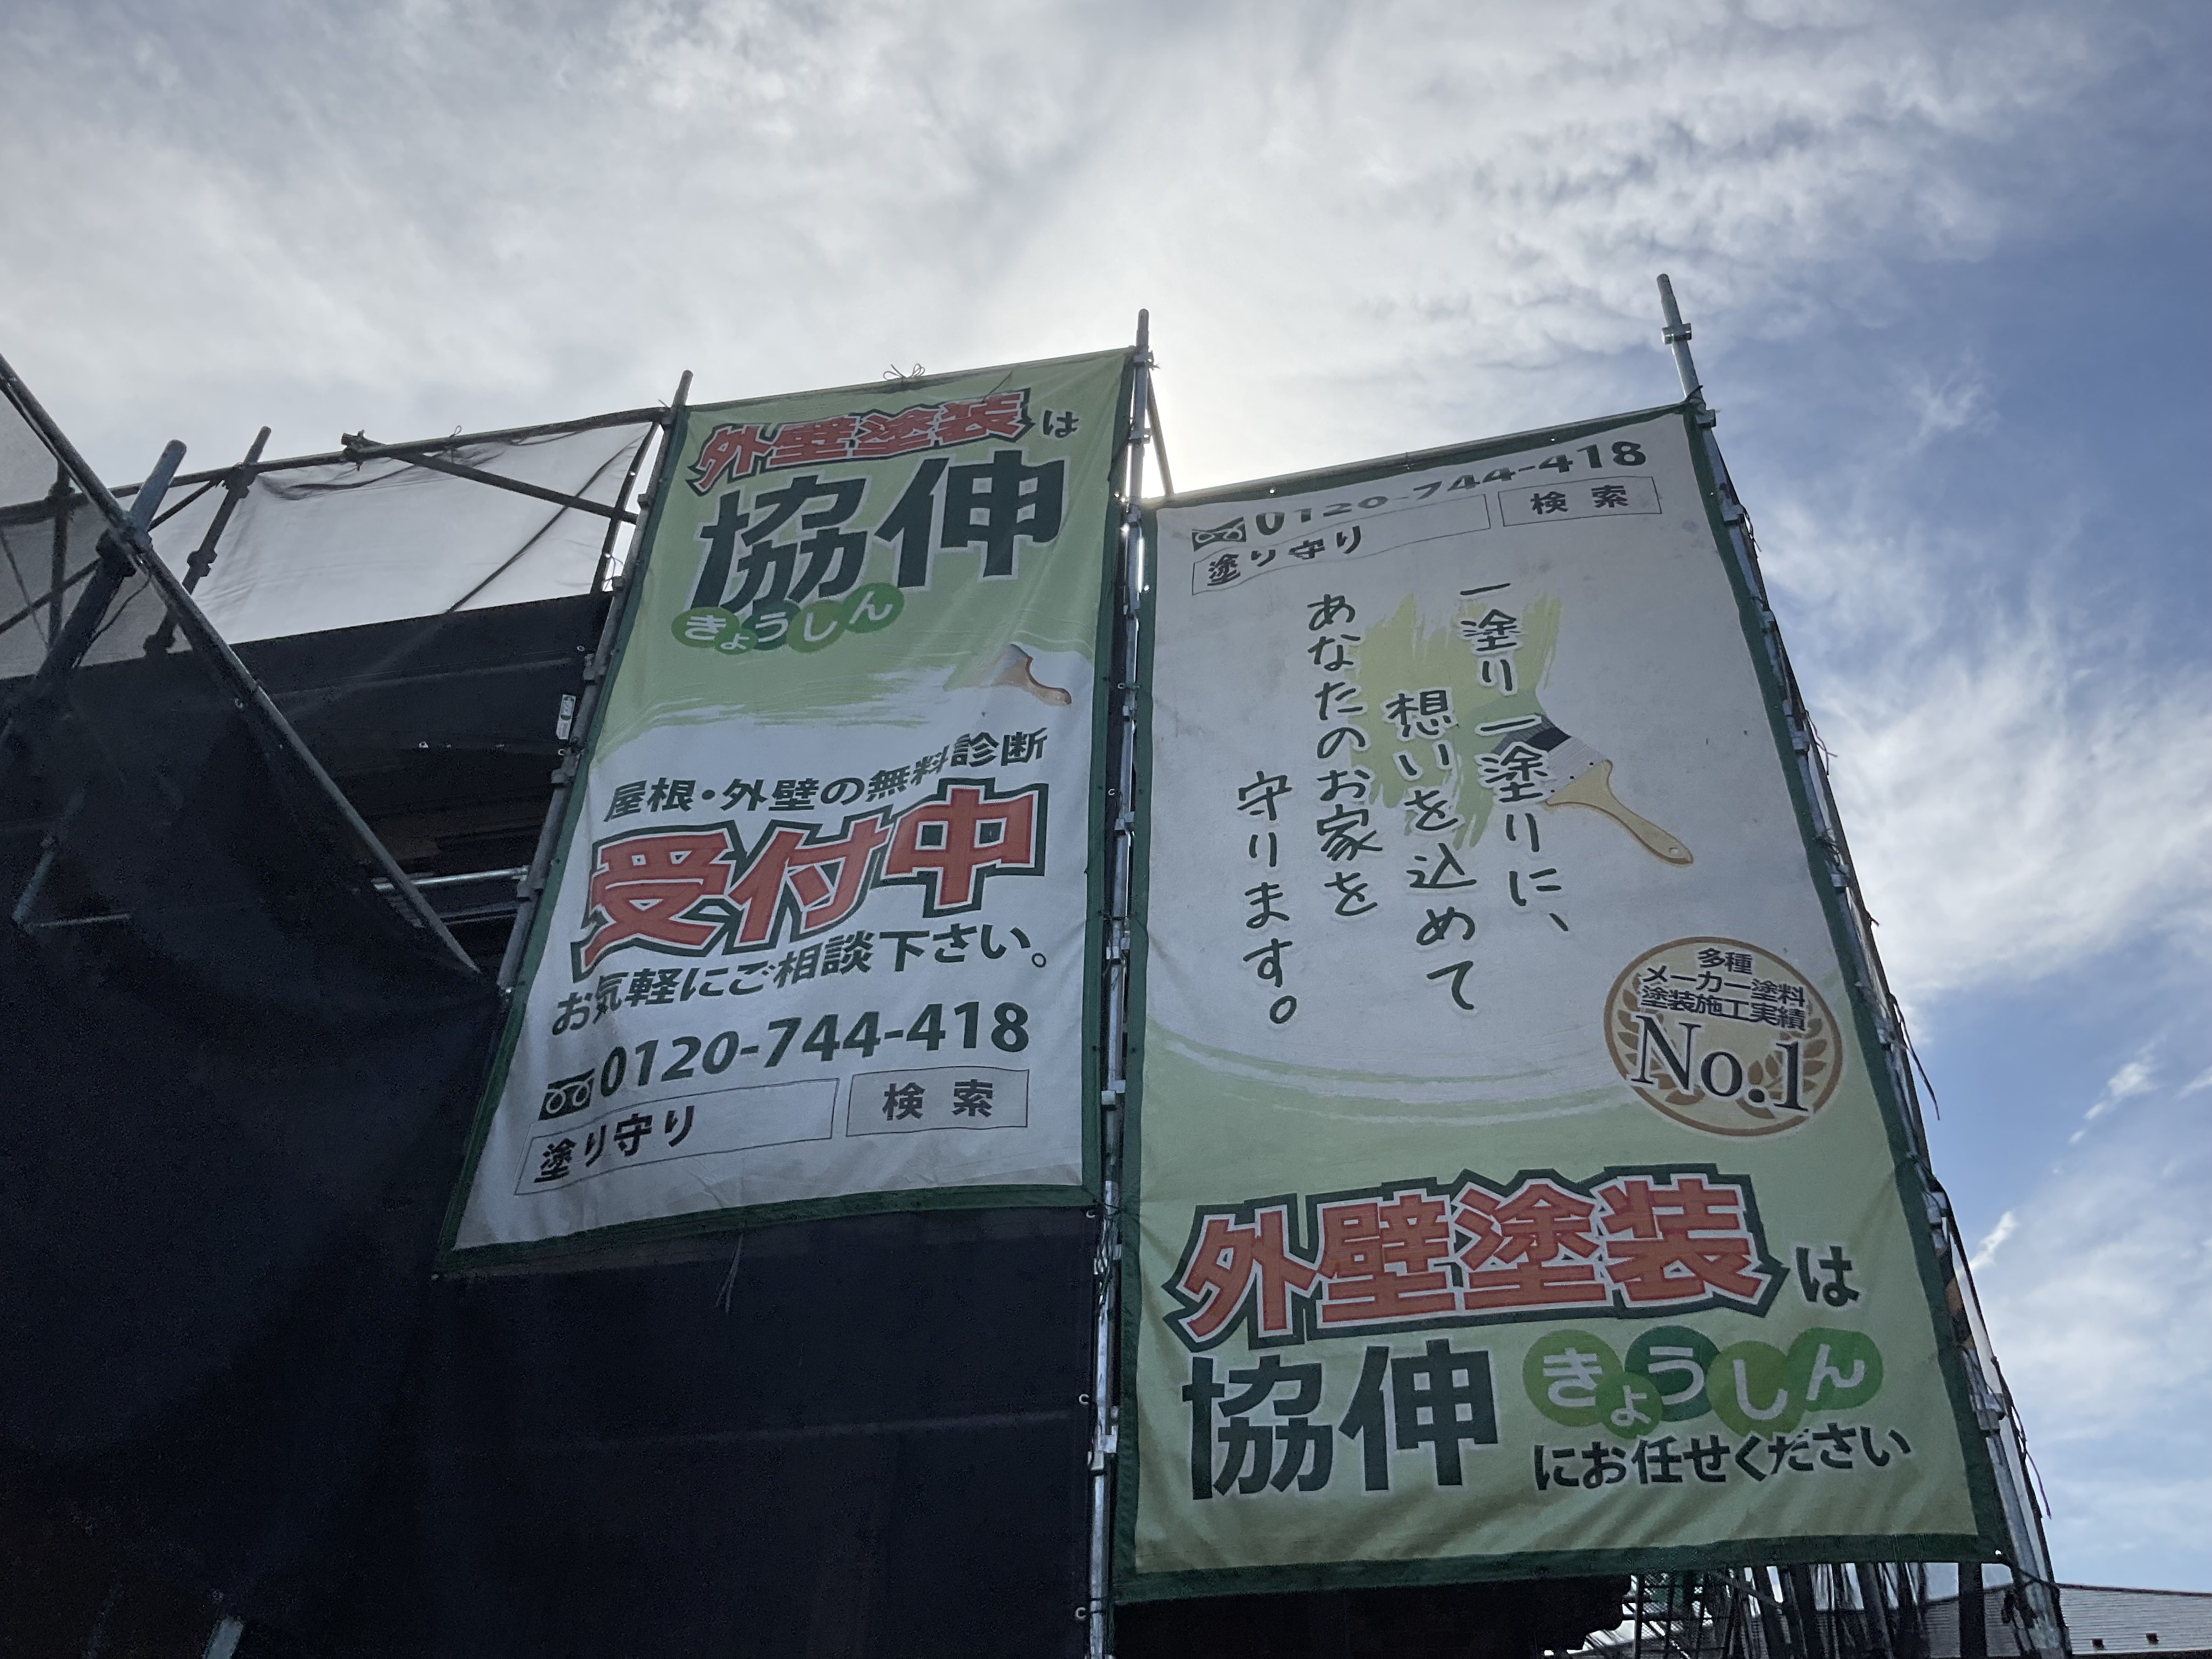 外壁塗装は
協伸
きょうしん
屋根・外壁の無料診断
受付中
お気軽にご相談下さい。
0120-744-418
塗り守り 検索
0120-744-418
塗り守り 検索
一塗り一塗りに、
想いを込めて
あなたのお家を
守ります。
多種
メーカー塗料
塗装施工実績
No.1
外壁塗装は
協伸 きょうしん
にお任せください